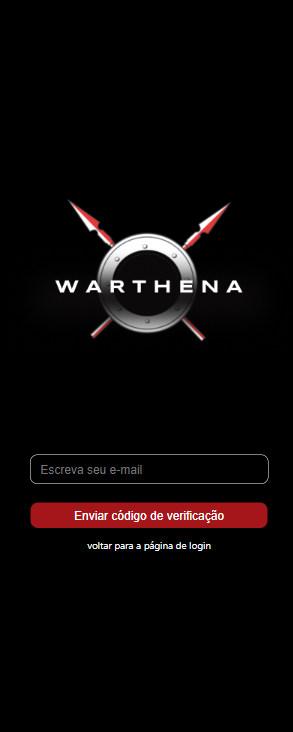 WARTHENA
Escreva seu e-mail
Enviar código de verificação
voltar para a página de login